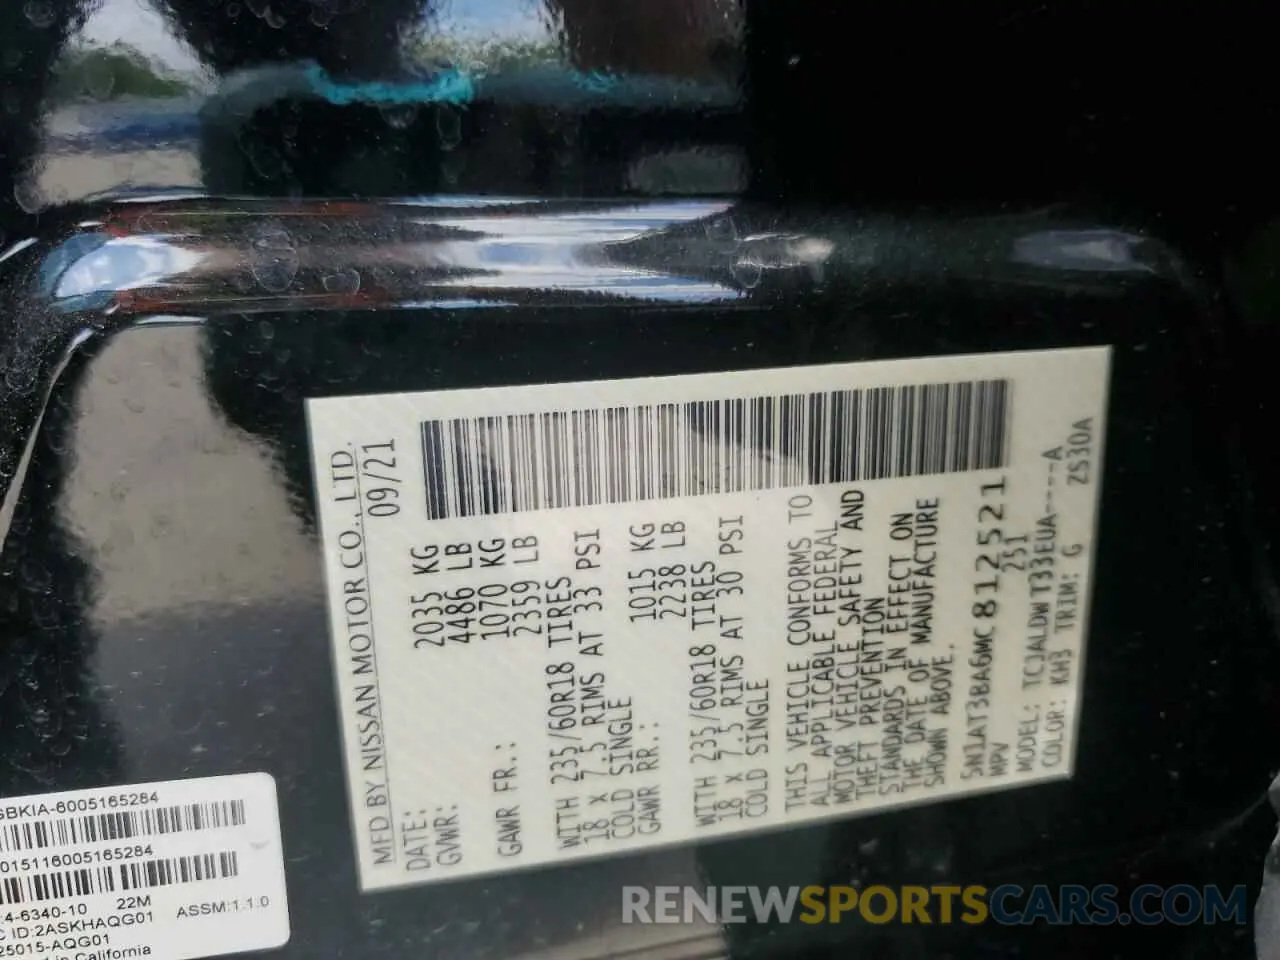 MFD BY NISSAN MOTOR CO., LTD.
DATE: 09/21
GVWR: 2035 KG
4486 LB
GAWR FR.: 1070 KG
2359 LB
WITH 235/60R18 TIRES
18 X 7.5 RIMS AT 33 PSI
COLD SINGLE
GAWR RR.: 1015 KG
2238 LB
WITH 235/60R18 TIRES
18 X 7.5 RIMS AT 30 PSI
COLD SINGLE
THIS VEHICLE CONFORMS TO
ALL APPLICABLE FEDERAL
MOTOR VEHICLE SAFETY AND
THEFT PREVENTION
STANDARDS IN EFFECT ON
THE DATE OF MANUFACTURE
SHOWN ABOVE.
5N1AT3BA6MC812521
MPV 251
MODEL: TCJALDWT33EUA----A
COLOR: KH3 TRIM: G ZS30A
SBKIA-6005165284
015116005165284
4-6340-10 22M
C ID:2ASKHAQG01 ASSM:1.1.0
25015-AQG01
in California
RENEWSPORTSCARS.COM